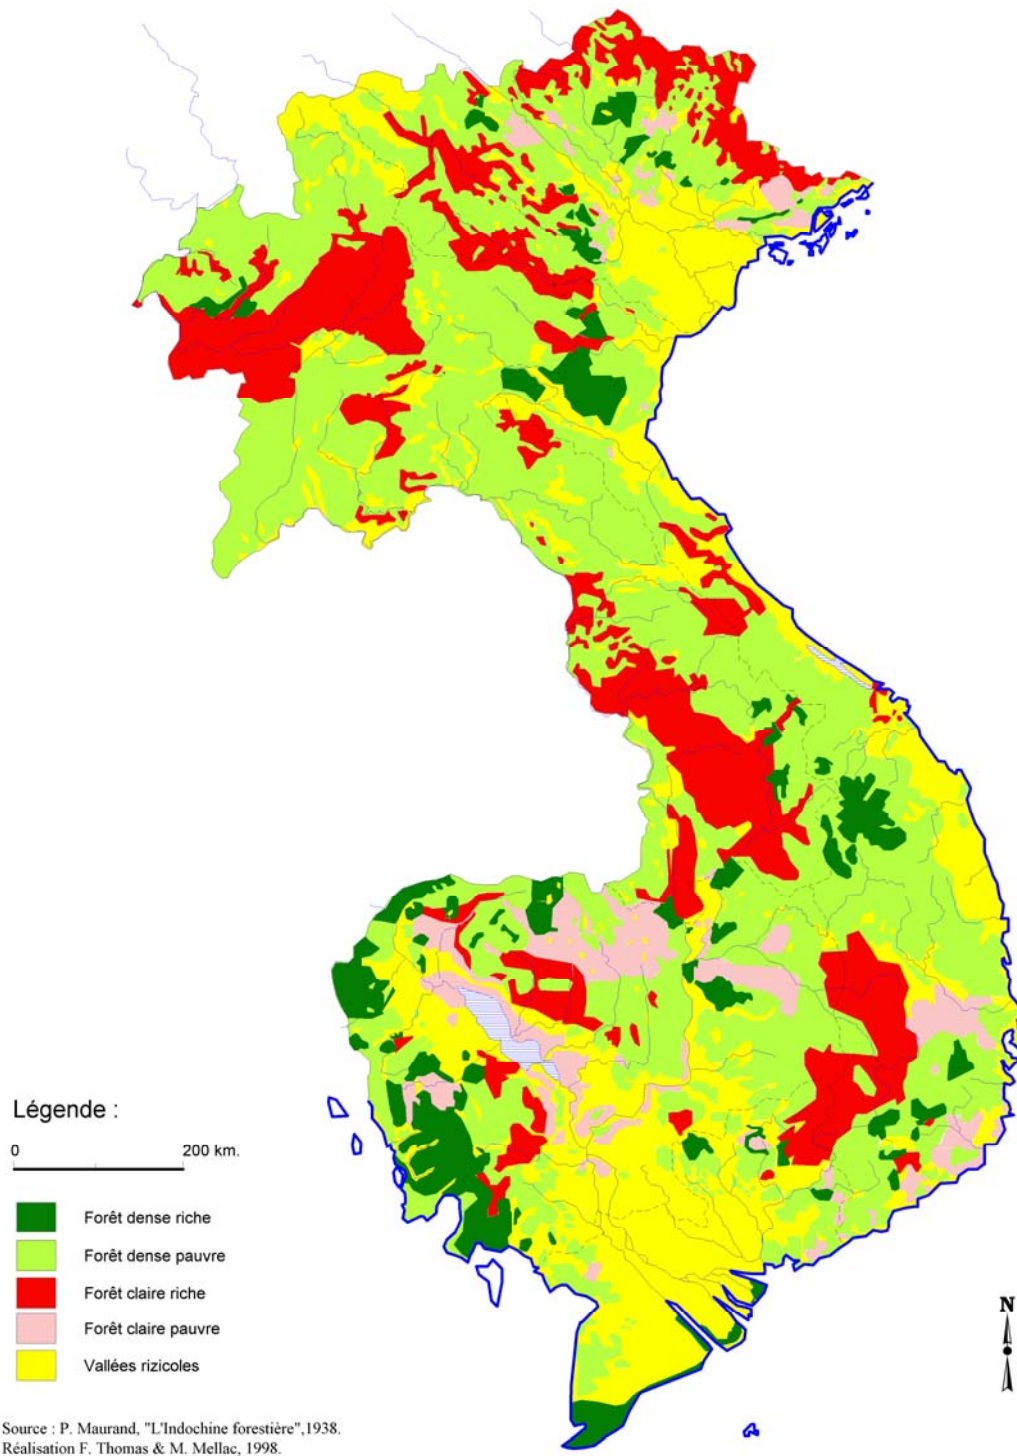 Légende :
0 200 km.
Forêt dense riche
Forêt dense pauvre
Forêt claire riche
Forêt claire pauvre
Vallées rizicoles
N
Source : P. Maurand, "L'Indochine forestière",1938.
Réalisation F. Thomas & M. Mellac, 1998.